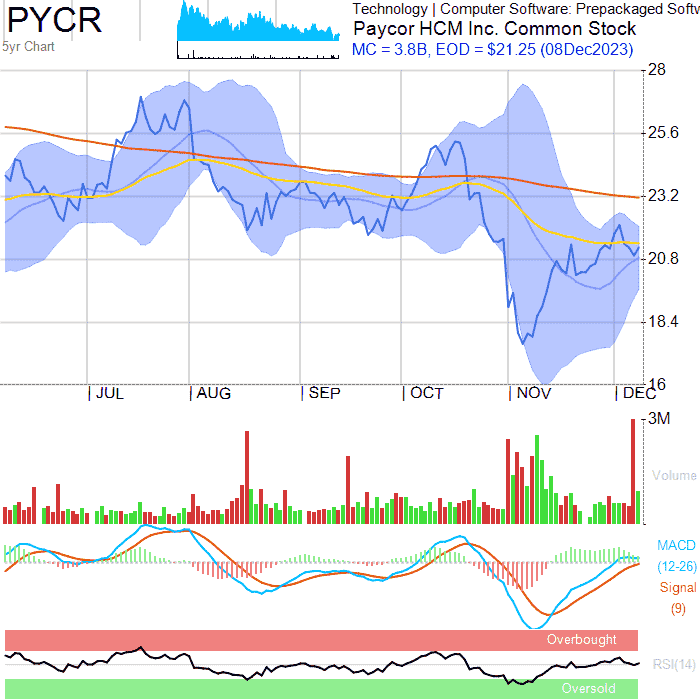 PYCR
5yr Chart
Technology | Computer Software: Prepackaged Softw
Paycor HCM Inc. Common Stock
MC = 3.8B, EOD = $21.25 (08Dec2023)
28
25.6
23.2
20.8
18.4
16
JUL AUG SEP OCT NOV DEC
3M
Volume
MACD
(12-26)
Signal
(9)
Overbought
RSI(14)
Oversold